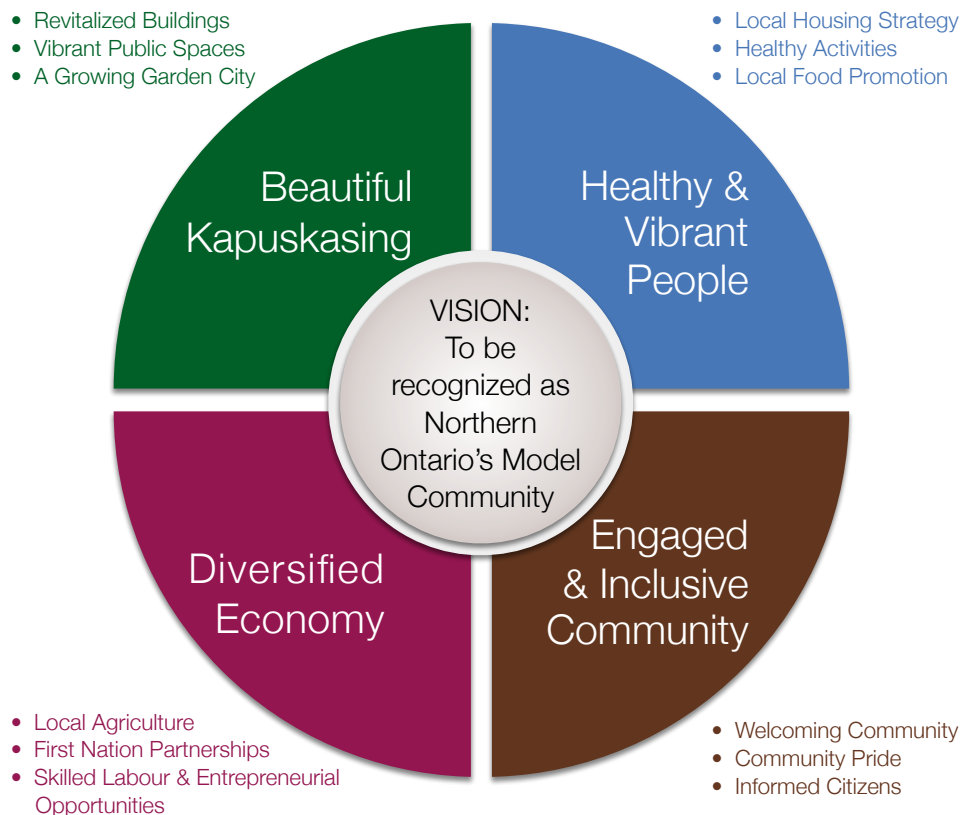 • Revitalized Buildings
• Vibrant Public Spaces
• A Growing Garden City
• Local Housing Strategy
• Healthy Activities
• Local Food Promotion
Beautiful
Kapuskasing
Healthy &
Vibrant
People
VISION:
To be
recognized as
Northern
Ontario's Model
Community
Diversified
Economy
Engaged
& Inclusive
Community
• Local Agriculture
• First Nation Partnerships
• Skilled Labour & Entrepreneurial
Opportunities
• Welcoming Community
• Community Pride
• Informed Citizens